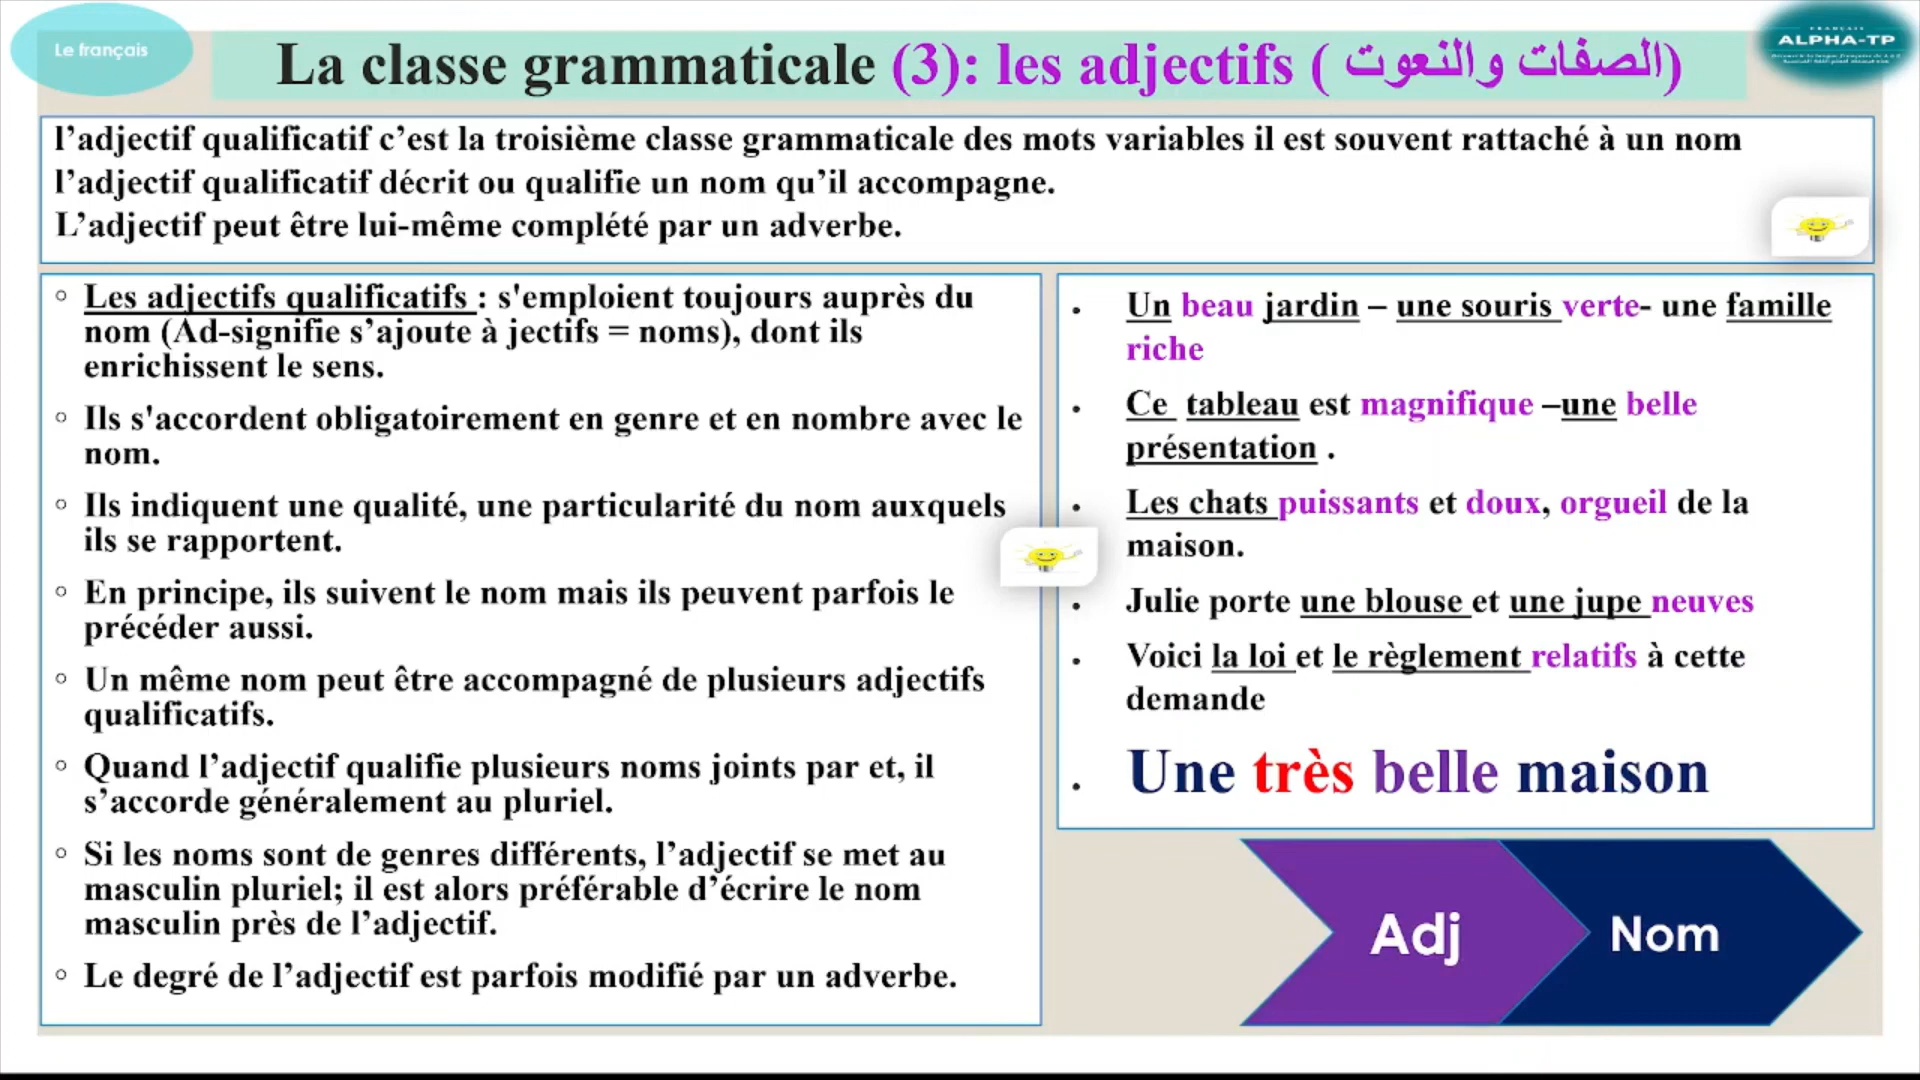 Le français
La classe grammaticale (3): les adjectifs ( الصفات والنعوت)
FRANÇAIS
ALPHA-TP
l’adjectif qualificatif c’est la troisième classe grammaticale des mots variables il est souvent rattaché à un nom
l’adjectif qualificatif décrit ou qualifie un nom qu’il accompagne.
L’adjectif peut être lui-même complété par un adverbe.
◦ Les adjectifs qualificatifs : s'emploient toujours auprès du
nom (Ad-signifie s’ajoute à jectifs = noms), dont ils
enrichissent le sens.
◦ Ils s'accordent obligatoirement en genre et en nombre avec le
nom.
◦ Ils indiquent une qualité, une particularité du nom auxquels
ils se rapportent.
◦ En principe, ils suivent le nom mais ils peuvent parfois le
précéder aussi.
◦ Un même nom peut être accompagné de plusieurs adjectifs
qualificatifs.
◦ Quand l’adjectif qualifie plusieurs noms joints par et, il
s’accorde généralement au pluriel.
◦ Si les noms sont de genres différents, l’adjectif se met au
masculin pluriel; il est alors préférable d’écrire le nom
masculin près de l’adjectif.
◦ Le degré de l’adjectif est parfois modifié par un adverbe.
• Un beau jardin – une souris verte- une famille
riche
• Ce tableau est magnifique –une belle
présentation .
• Les chats puissants et doux, orgueil de la
maison.
• Julie porte une blouse et une jupe neuves
• Voici la loi et le règlement relatifs à cette
demande
• Une très belle maison
Adj
Nom